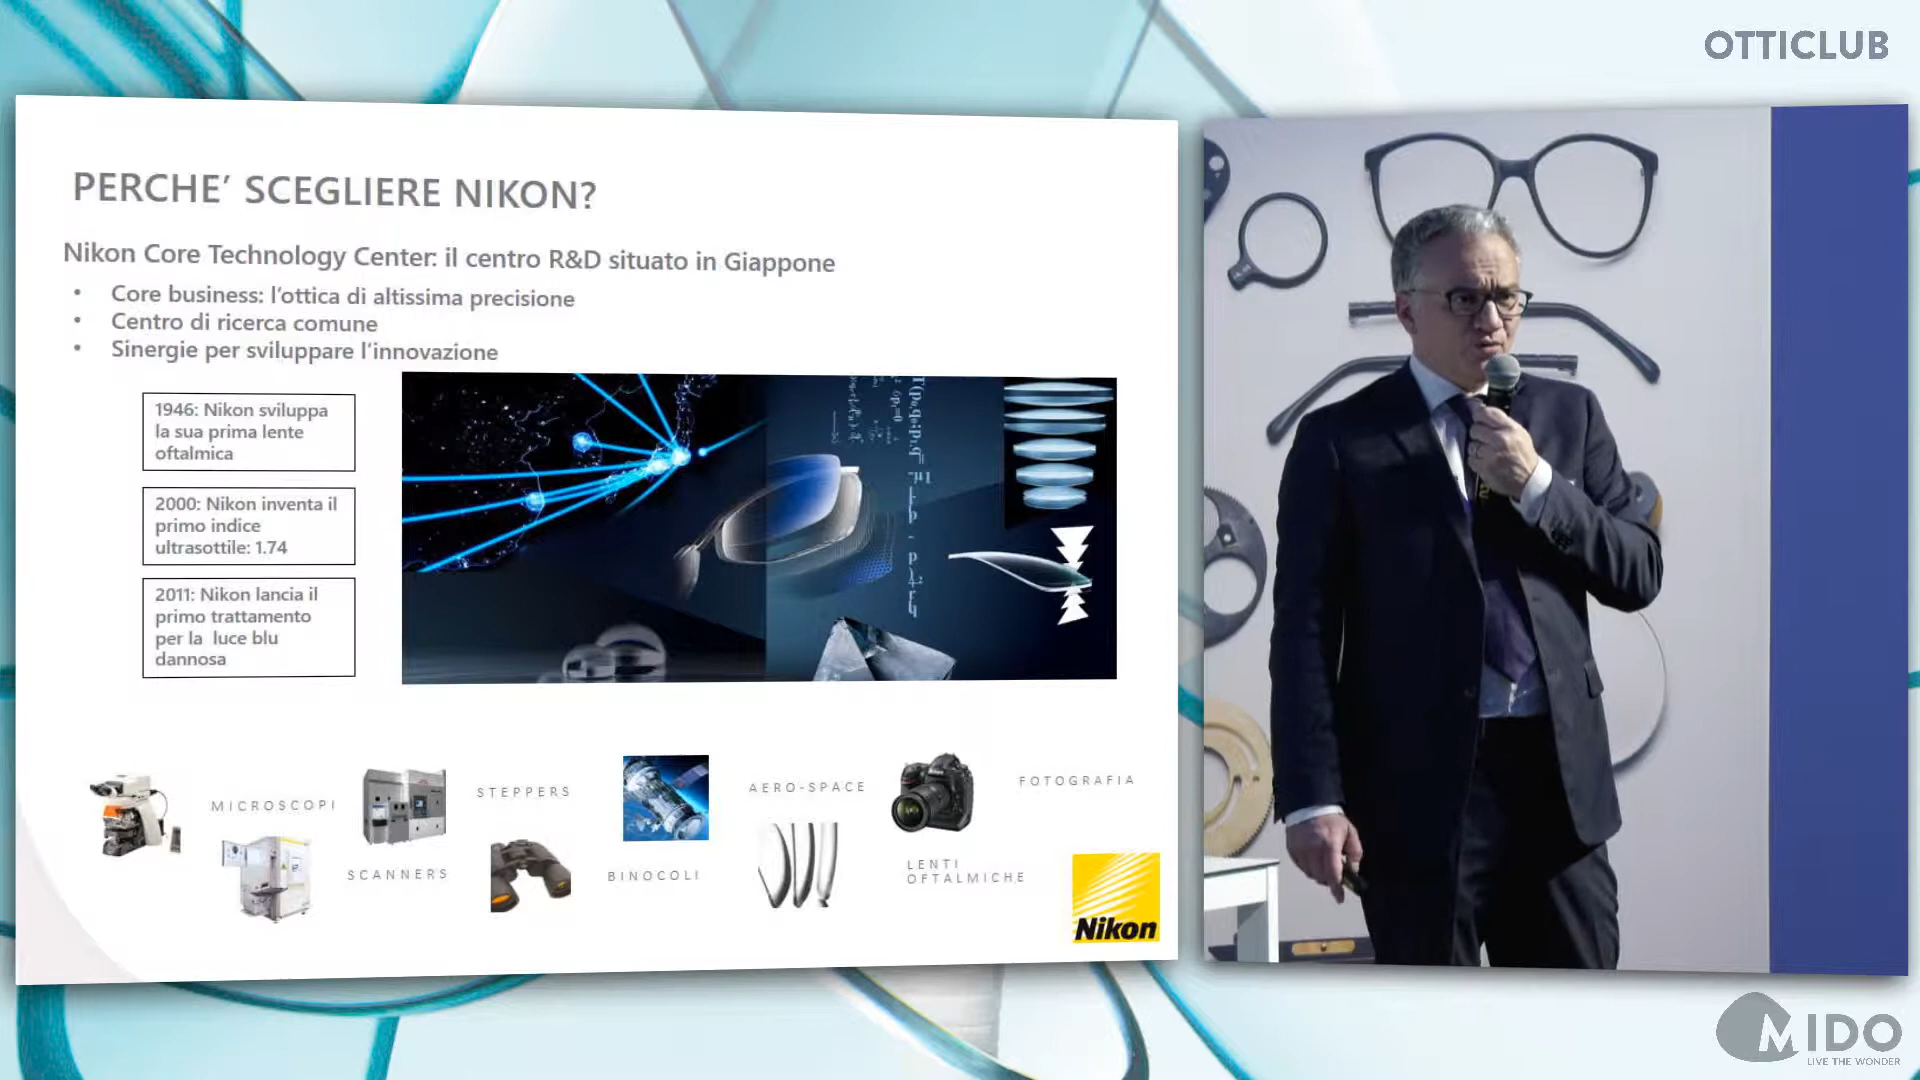 OTTICLUB
PERCHE’ SCEGLIERE NIKON?
Nikon Core Technology Center: il centro R&D situato in Giappone
• Core business: l’ottica di altissima precisione
• Centro di ricerca comune
• Sinergie per sviluppare l’innovazione
1946: Nikon sviluppa
la sua prima lente
oftalmica
2000: Nikon inventa il
primo indice
ultrasottile: 1.74
2011: Nikon lancia il
primo trattamento
per la  luce blu
dannosa
MICROSCOPI
STEPPERS
AERO-SPACE
FOTOGRAFIA
SCANNERS
BINOCOLI
LENTI
OFTALMICHE
Nikon
MIDO
LIVE THE WONDER